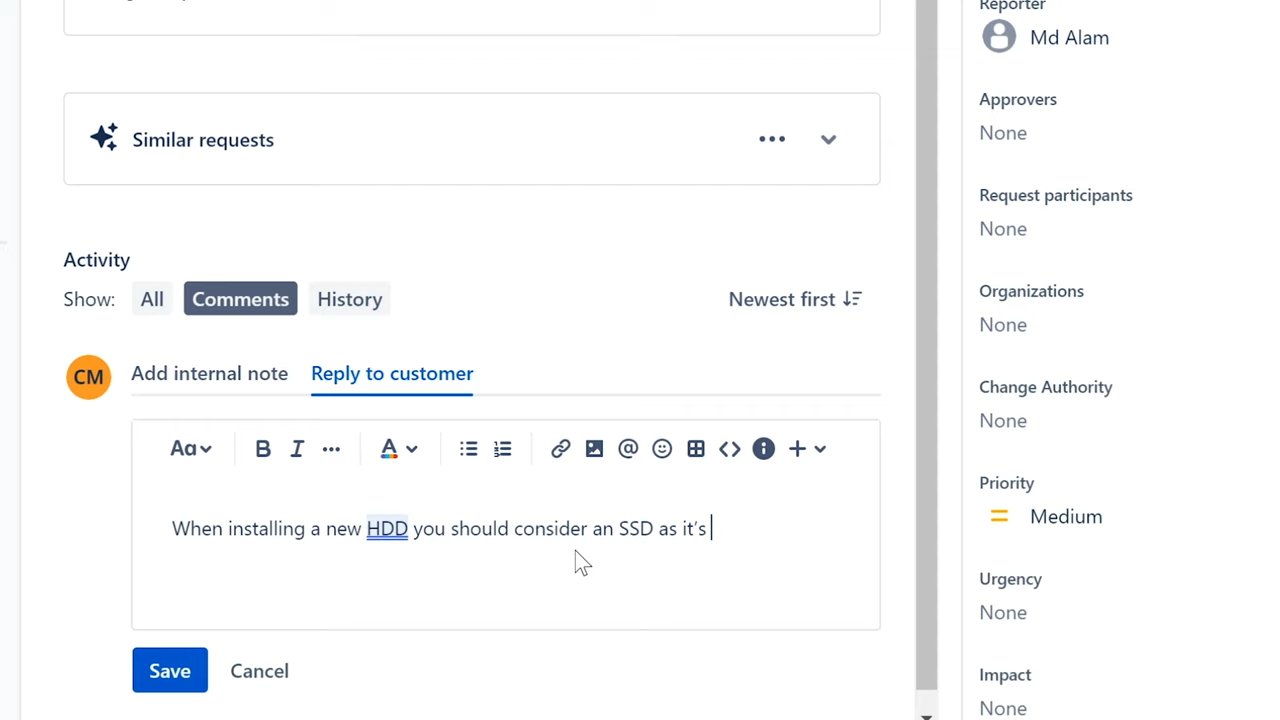 Reporter
Md Alam
Approvers
None
Similar requests
Request participants
None
Activity
Organizations
Show: All Comments History Newest first
None
CM Add internal note Reply to customer
Change Authority
None
Aa B I A @ <> i +
Priority
Medium
When installing a new HDD you should consider an SSD as it’s
Urgency
None
Save Cancel
Impact
None